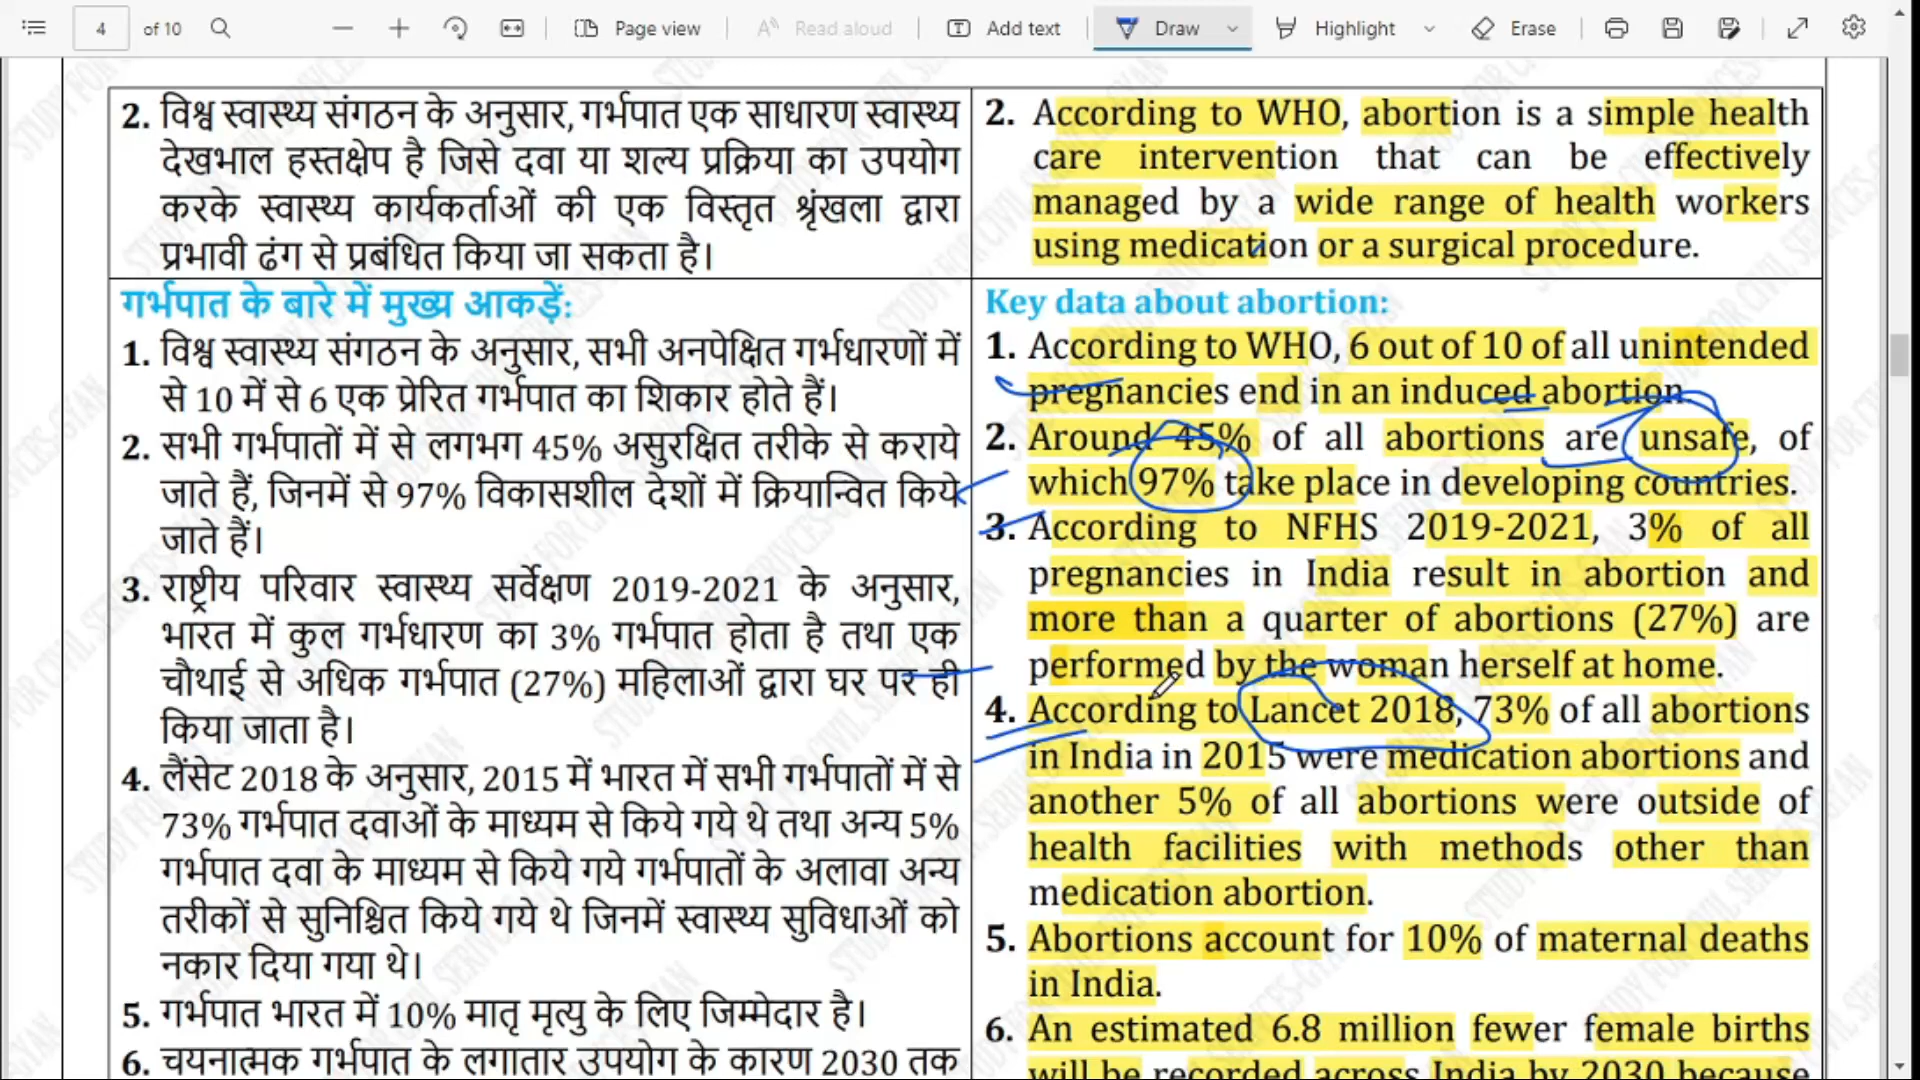 4 of 10 Page view Read aloud Add text Draw Highlight Erase
2. विश्व स्वास्थ्य संगठन के अनुसार, गर्भपात एक साधारण स्वास्थ्य
देखभाल हस्तक्षेप है जिसे दवा या शल्य प्रक्रिया का उपयोग
करके स्वास्थ्य कार्यकर्ताओं की एक विस्तृत श्रृंखला द्वारा
प्रभावी ढंग से प्रबंधित किया जा सकता है।
2. According to WHO, abortion is a simple health
care intervention that can be effectively
managed by a wide range of health workers
using medication or a surgical procedure.
गर्भपात के बारे में मुख्य आकड़ें:
1. विश्व स्वास्थ्य संगठन के अनुसार, सभी अनपेक्षित गर्भधारणों में
से 10 में से 6 एक प्रेरित गर्भपात का शिकार होते हैं।
2. सभी गर्भपातों में से लगभग 45% असुरक्षित तरीके से कराये
जाते हैं, जिनमें से 97% विकासशील देशों में क्रियान्वित किये
जाते हैं।
3. राष्ट्रीय परिवार स्वास्थ्य सर्वेक्षण 2019-2021 के अनुसार,
भारत में कुल गर्भधारण का 3% गर्भपात होता है तथा एक
चौथाई से अधिक गर्भपात (27%) महिलाओं द्वारा घर पर ही
किया जाता है।
4. लैंसेट 2018 के अनुसार, 2015 में भारत में सभी गर्भपातों में से
73% गर्भपात दवाओं के माध्यम से किये गये थे तथा अन्य 5%
गर्भपात दवा के माध्यम से किये गये गर्भपातों के अलावा अन्य
तरीकों से सुनिश्चित किये गये थे जिनमें स्वास्थ्य सुविधाओं को
नकार दिया गया थे।
5. गर्भपात भारत में 10% मातृ मृत्यु के लिए जिम्मेदार है।
6. चयनात्मक गर्भपात के लगातार उपयोग के कारण 2030 तक
Key data about abortion:
1. According to WHO, 6 out of 10 of all unintended
pregnancies end in an induced abortion.
2. Around 45% of all abortions are unsafe, of
which 97% take place in developing countries.
3. According to NFHS 2019-2021, 3% of all
pregnancies in India result in abortion and
more than a quarter of abortions (27%) are
performed by the woman herself at home.
4. According to Lancet 2018, 73% of all abortions
in India in 2015 were medication abortions and
another 5% of all abortions were outside of
health facilities with methods other than
medication abortion.
5. Abortions account for 10% of maternal deaths
in India.
6. An estimated 6.8 million fewer female births
will be recorded across India by 2030 because